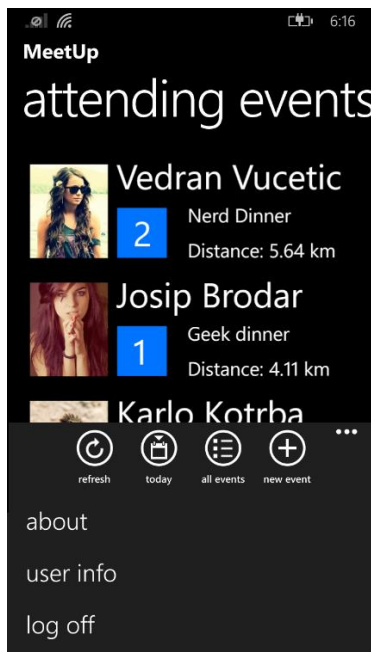 6:16
MeetUp
attending events
Vedran Vucetic
2
Nerd Dinner
Distance: 5.64 km
Josip Brodar
1
Geek dinner
Distance: 4.11 km
Karlo Kotrba
refresh
today
all events
new event
about
user info
log off